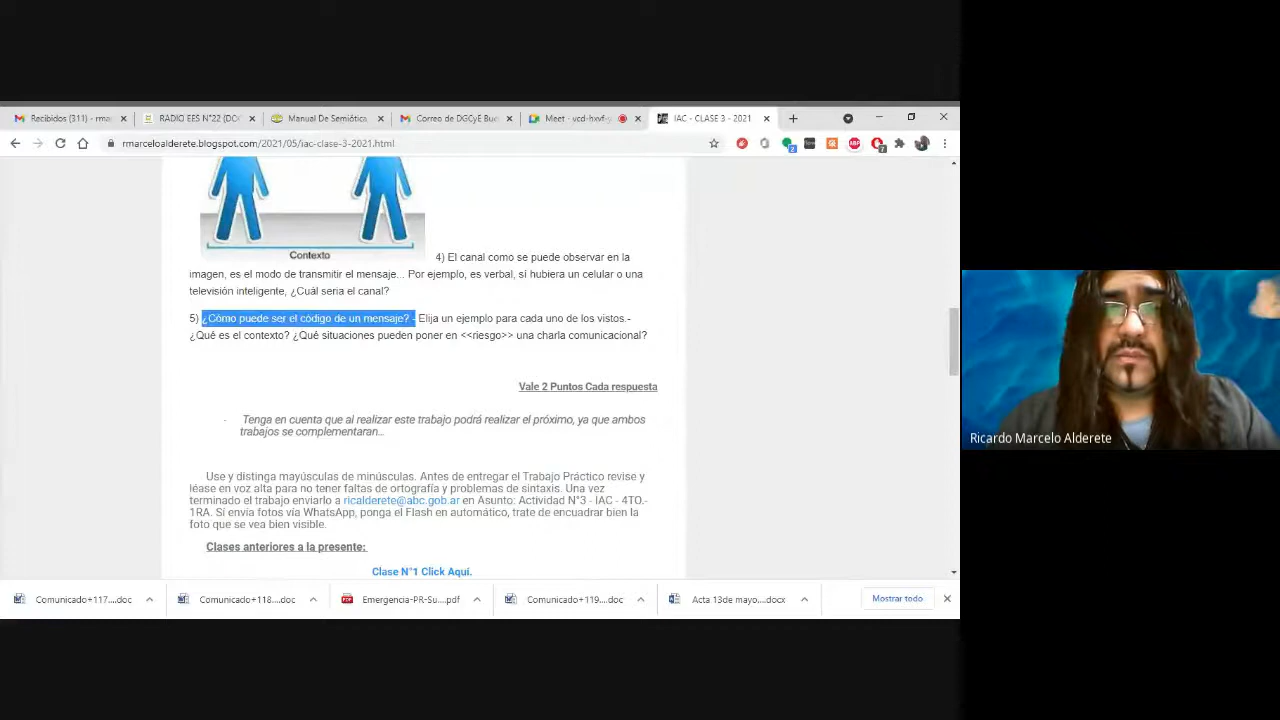 Recibidos (311) - rma
RADIO EES N°22 (DC
Manual De Semiótica
Correo de DGCyE Bue
Meet - vcd-hxvf-
IAC - CLASE 3 - 2021
rmarceloalderete.blogspot.com/2021/05/iac-clase-3-2021.html
Contexto
4) El canal como se puede observar en la
imagen, es el modo de transmitir el mensaje... Por ejemplo, es verbal, sí hubiera un celular o una
televisión inteligente, ¿Cuál seria el canal?
5) ¿Cómo puede ser el código de un mensaje? - Elija un ejemplo para cada uno de los vistos.-
¿Qué es el contexto? ¿Qué situaciones pueden poner en <<riesgo>> una charla comunicacional?
Vale 2 Puntos Cada respuesta
- Tenga en cuenta que al realizar este trabajo podrá realizar el próximo, ya que ambos
trabajos se complementaran...
Use y distinga mayúsculas de minúsculas. Antes de entregar el Trabajo Práctico revise y
léase en voz alta para no tener faltas de ortografía y problemas de sintaxis. Una vez
terminado el trabajo enviarlo a ricalderete@abc.gob.ar en Asunto: Actividad N°3 - IAC - 4TO.-
1RA. Sí envía fotos vía WhatsApp, ponga el Flash en automático, trate de encuadrar bien la
foto que se vea bien visible.
Clases anteriores a la presente:
Clase N°1 Click Aquí.
Comunicado+117....doc
Comunicado+118....doc
Emergencia-PR-Su....pdf
Comunicado+119....doc
Acta 13de mayo,...docx
Mostrar todo
Ricardo Marcelo Alderete